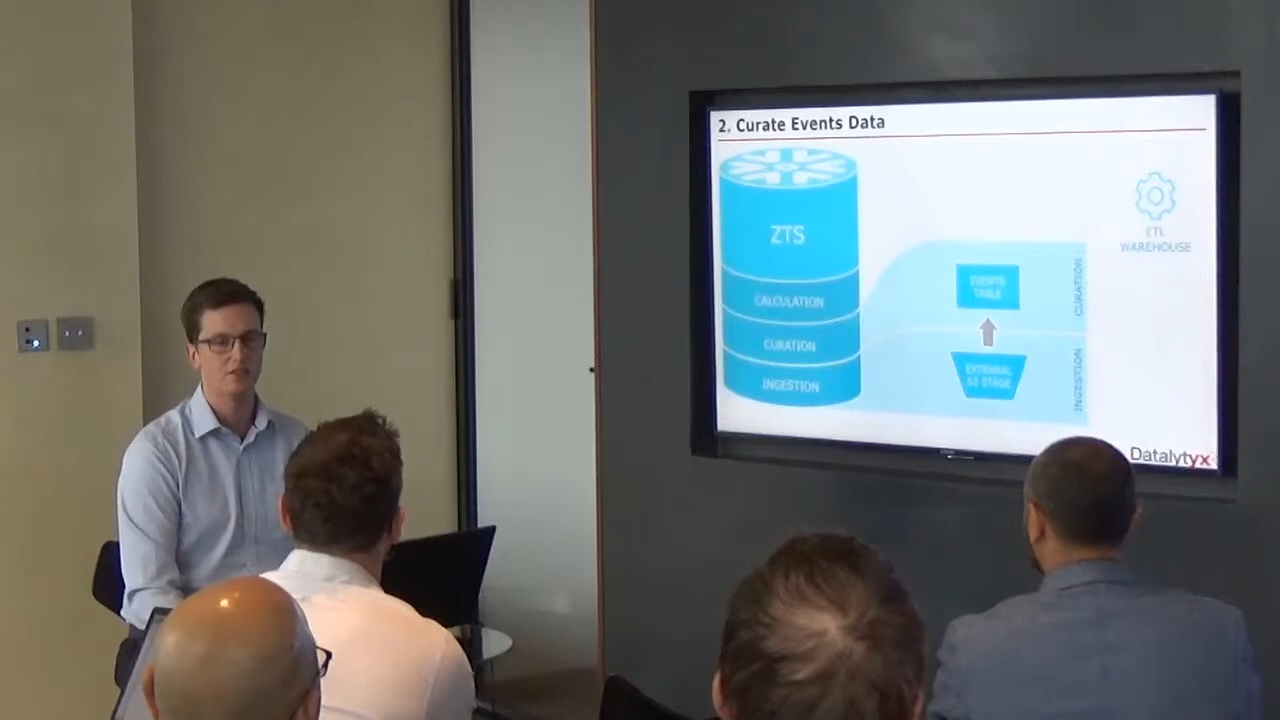 2. Curate Events Data
ZTS
CALCULATION
CURATION
INGESTION
EVENTS
TABLE
EXTERNAL
S3 STAGE
CURATION
INGESTION
ETL
WAREHOUSE
Datalytyx